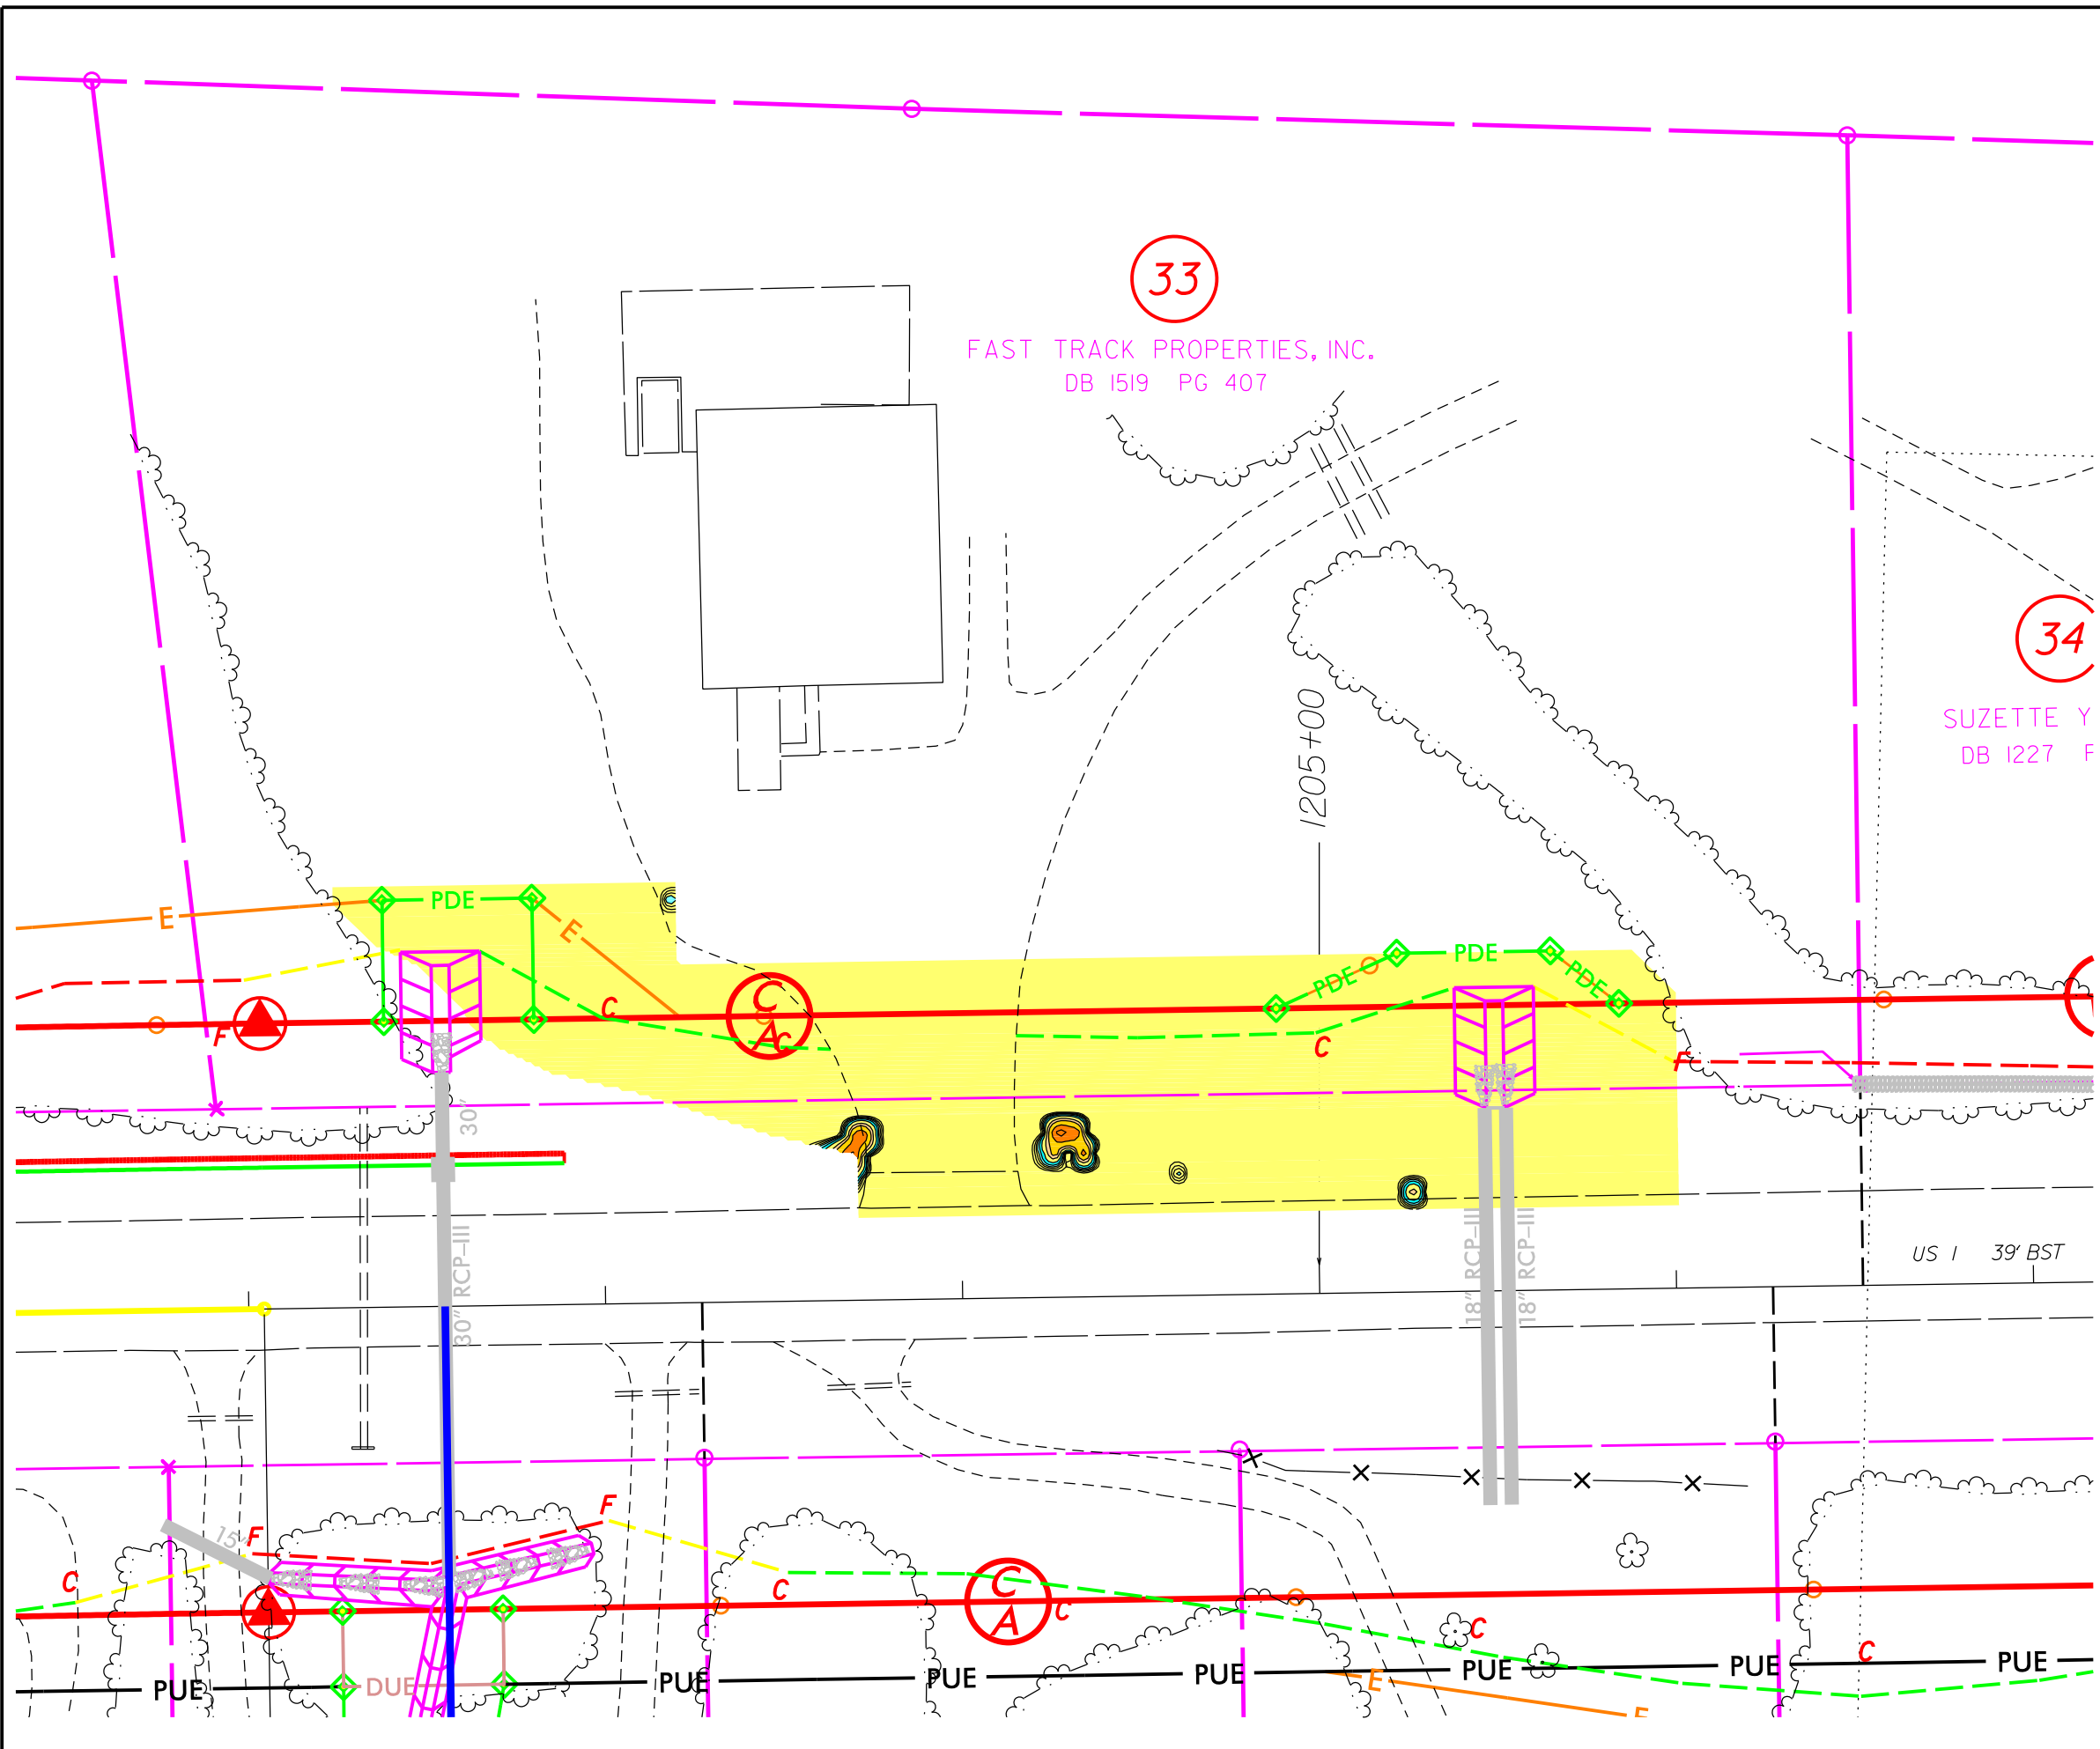 33
FAST TRACK PROPERTIES, INC.
DB 1519 PG 407
34
SUZETTE Y
DB 1227
1205+00
E
PDE
E
C
A
C
C
PDE
PDE
PDE
C
F
F
30"
30" RCP-III
18" RCP-III
18" RCP-III
US 1 39' BST
15"
F
F
C
C
C
A
C
C
C
PUE
DUE
PUE
PUE
PUE
PUE
PUE
PUE
E